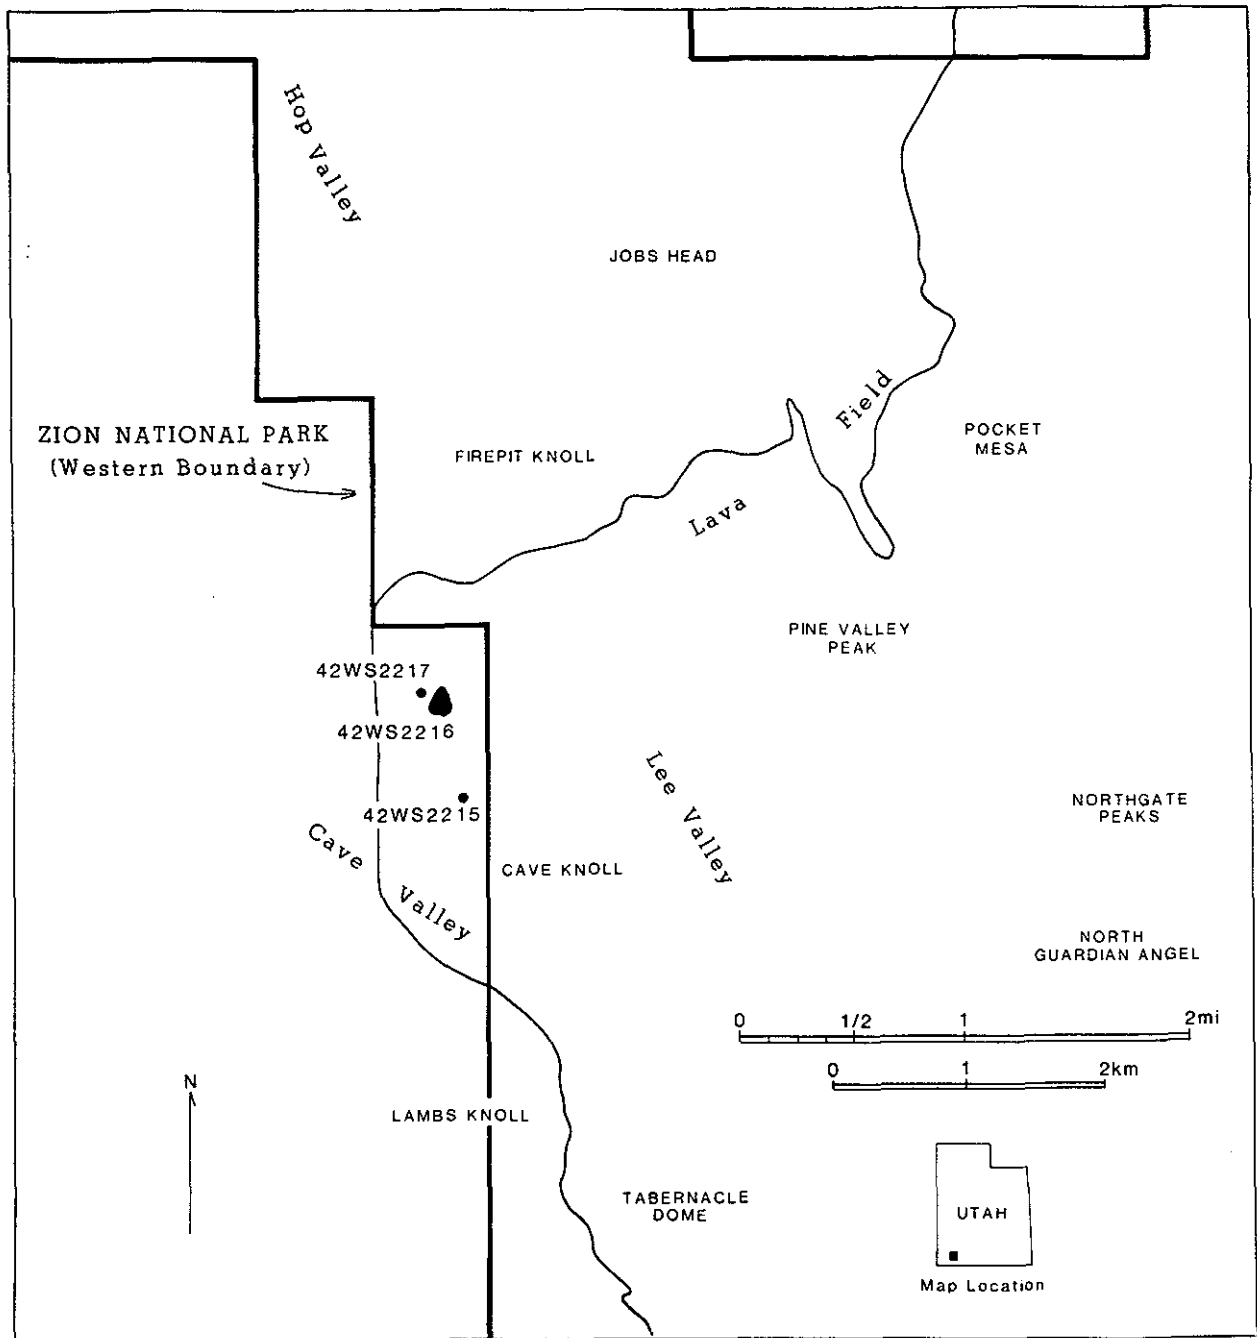 Hop Valley
JOBS HEAD
ZION NATIONAL PARK
(Western Boundary)
FIREPIT KNOLL
Lava Field
POCKET
MESA
PINE VALLEY
PEAK
42WS2217
42WS2216
42WS2215
Cave Valley
Lee Valley
CAVE KNOLL
NORTHGATE
PEAKS
NORTH
GUARDIAN ANGEL
0 1/2 1 2mi
0 1 2km
N
LAMBS KNOLL
TABERNACLE
DOME
UTAH
Map Location